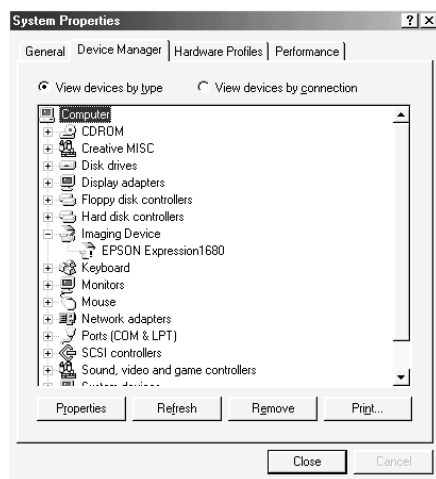 System Properties
General Device Manager Hardware Profiles Performance
View devices by type View devices by connection
Computer
CDROM
Creative MISC
Disk drives
Display adapters
Floppy disk controllers
Hard disk controllers
Imaging Device
EPSON Expression1680
Keyboard
Monitors
Mouse
Network adapters
Ports (COM & LPT)
SCSI controllers
Sound, video and game controllers
System devices
Properties Refresh Remove Print...
Close Cancel